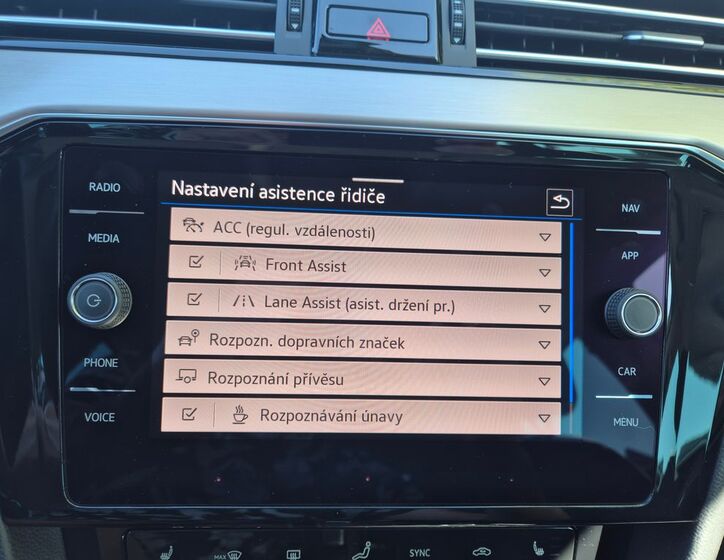 Nastavení asistence řidiče
RADIO
MEDIA
PHONE
VOICE
ACC (regul. vzdálenosti)
Front Assist
Lane Assist (asist. držení pr.)
Rozpozn. dopravních značek
Rozpoznání přívěsu
Rozpoznávání únavy
NAV
APP
CAR
MENU
MAX
SYNC